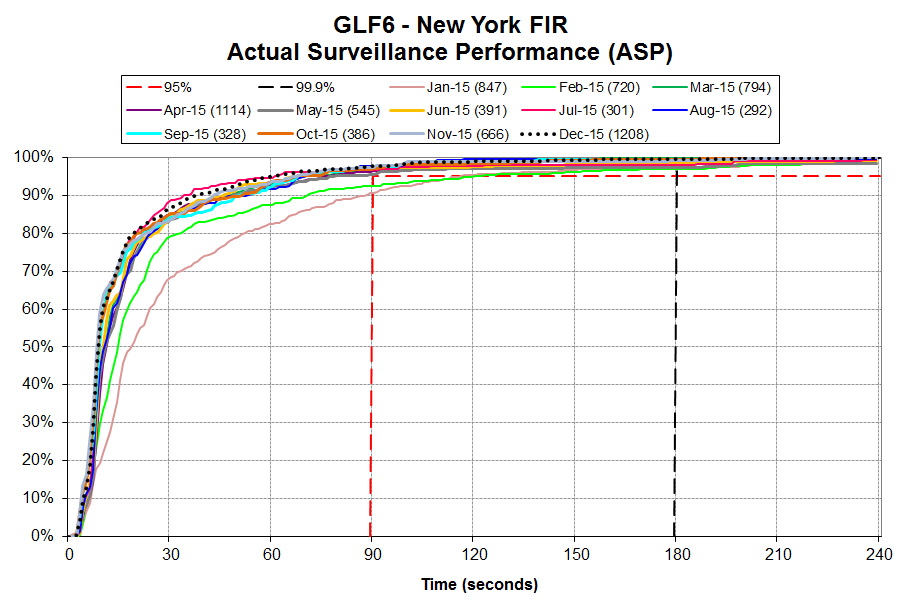 GLF6 - New York FIR
Actual Surveillance Performance (ASP)
95% 99.9% Jan-15 (847) Feb-15 (720) Mar-15 (794)
Apr-15 (1114) May-15 (545) Jun-15 (391) Jul-15 (301) Aug-15 (292)
Sep-15 (328) Oct-15 (386) Nov-15 (666) Dec-15 (1208)
100%
90%
80%
70%
60%
50%
40%
30%
20%
10%
0%
0 30 60 90 120 150 180 210 240
Time (seconds)